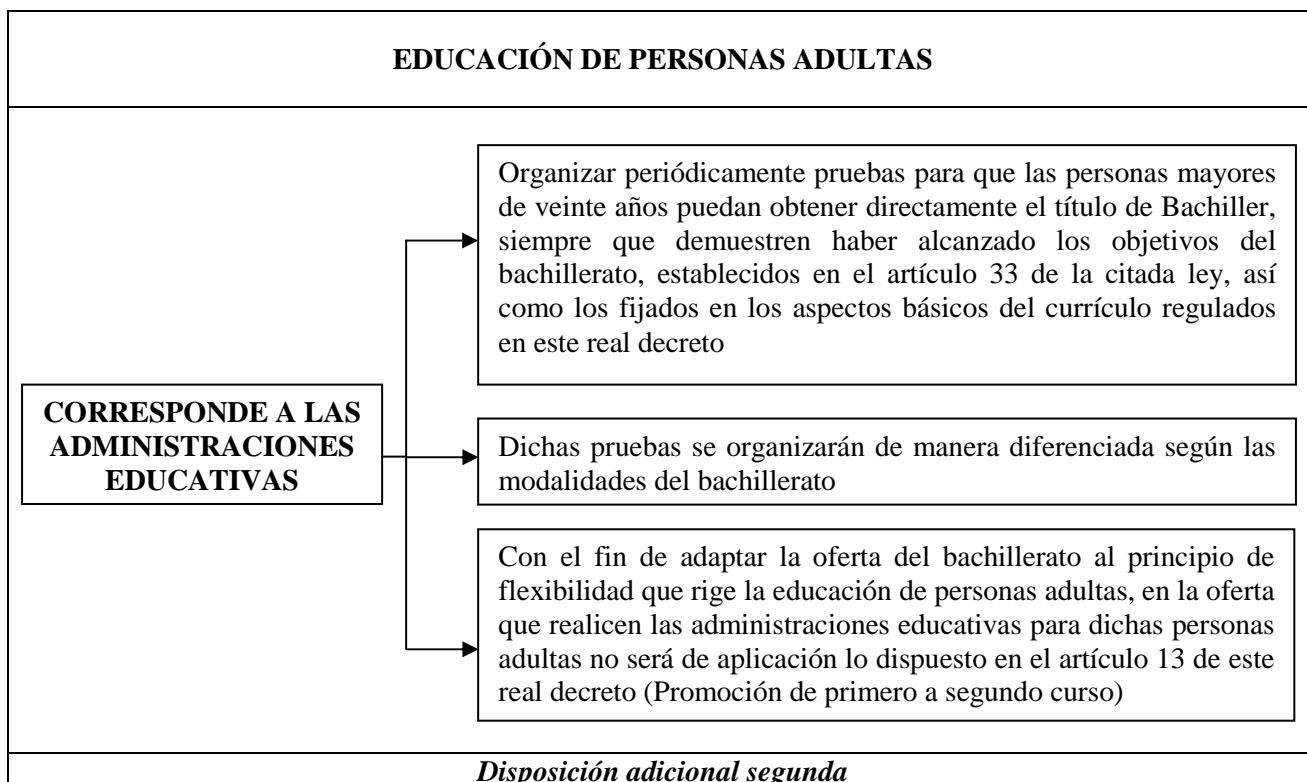 EDUCACIÓN DE PERSONAS ADULTAS
Organizar periódicamente pruebas para que las personas mayores
de veinte años puedan obtener directamente el título de Bachiller,
siempre que demuestren haber alcanzado los objetivos del
bachillerato, establecidos en el artículo 33 de la citada ley, así
como los fijados en los aspectos básicos del currículo regulados
en este real decreto
CORRESPONDE A LAS
ADMINISTRACIONES
EDUCATIVAS
Dichas pruebas se organizarán de manera diferenciada según las
modalidades del bachillerato
Con el fin de adaptar la oferta del bachillerato al principio de
flexibilidad que rige la educación de personas adultas, en la oferta
que realicen las administraciones educativas para dichas personas
adultas no será de aplicación lo dispuesto en el artículo 13 de este
real decreto (Promoción de primero a segundo curso)
Disposición adicional segunda